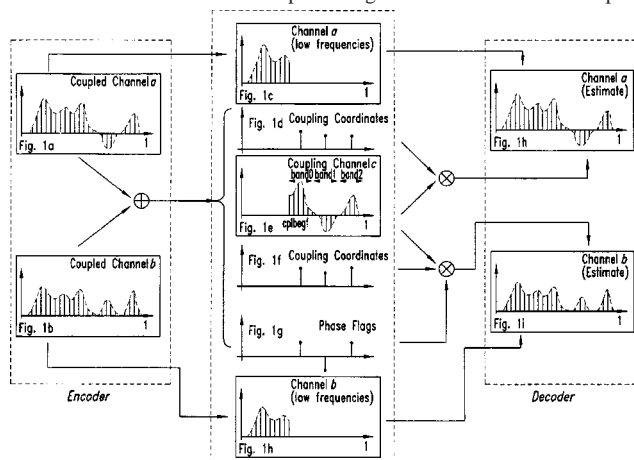 Coupled Channel a
1
Fig. 1a
Coupled Channel b
1
Fig. 1b
Encoder
Channel a
(low frequencies)
1
Fig. 1c
Fig. 1d Coupling Coordinates
Coupling Channel c
band0 band1 band2
cplbegf
1
Fig. 1e
Fig. 1f Coupling Coordinates
Fig. 1g Phase Flags
Channel b
(low frequencies)
1
Fig. 1h
Channel a
(Estimate)
1
Fig. 1h
Channel b
(Estimate)
1
Fig. 1i
Decoder